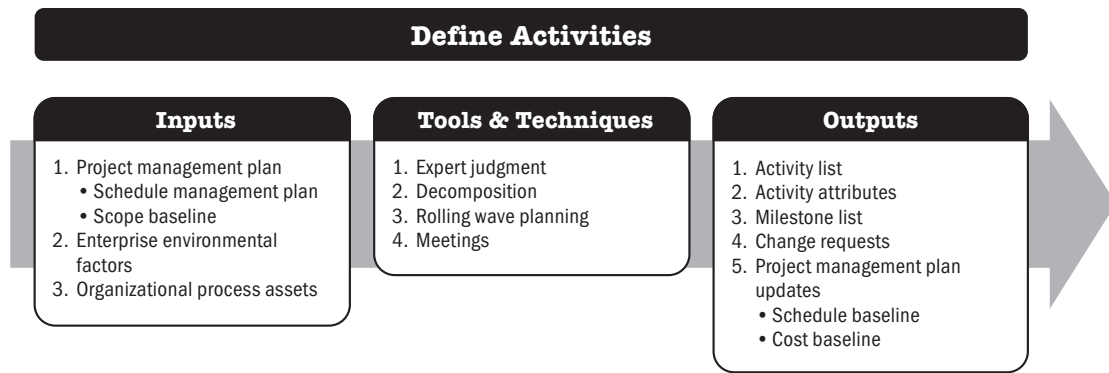 Define Activities
Inputs
1. Project management plan
• Schedule management plan
• Scope baseline
2. Enterprise environmental
factors
3. Organizational process assets
Tools & Techniques
1. Expert judgment
2. Decomposition
3. Rolling wave planning
4. Meetings
Outputs
1. Activity list
2. Activity attributes
3. Milestone list
4. Change requests
5. Project management plan
updates
• Schedule baseline
• Cost baseline